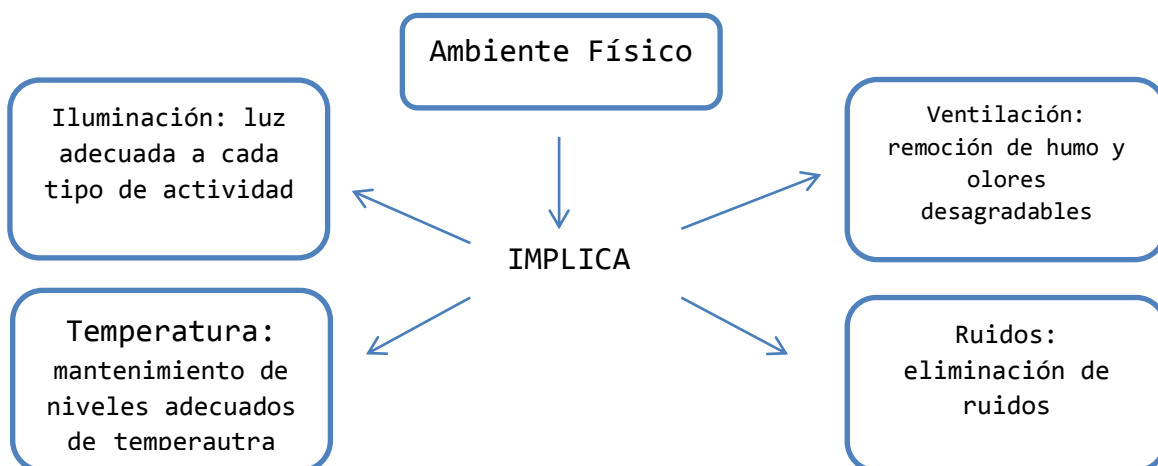 Ambiente Físico
Iluminación: luz
adecuada a cada
tipo de actividad
Ventilación:
remoción de humo y
olores
desagradables
IMPLICA
Temperatura:
mantenimiento de
niveles adecuados
de temperautra
Ruidos:
eliminación de
ruidos